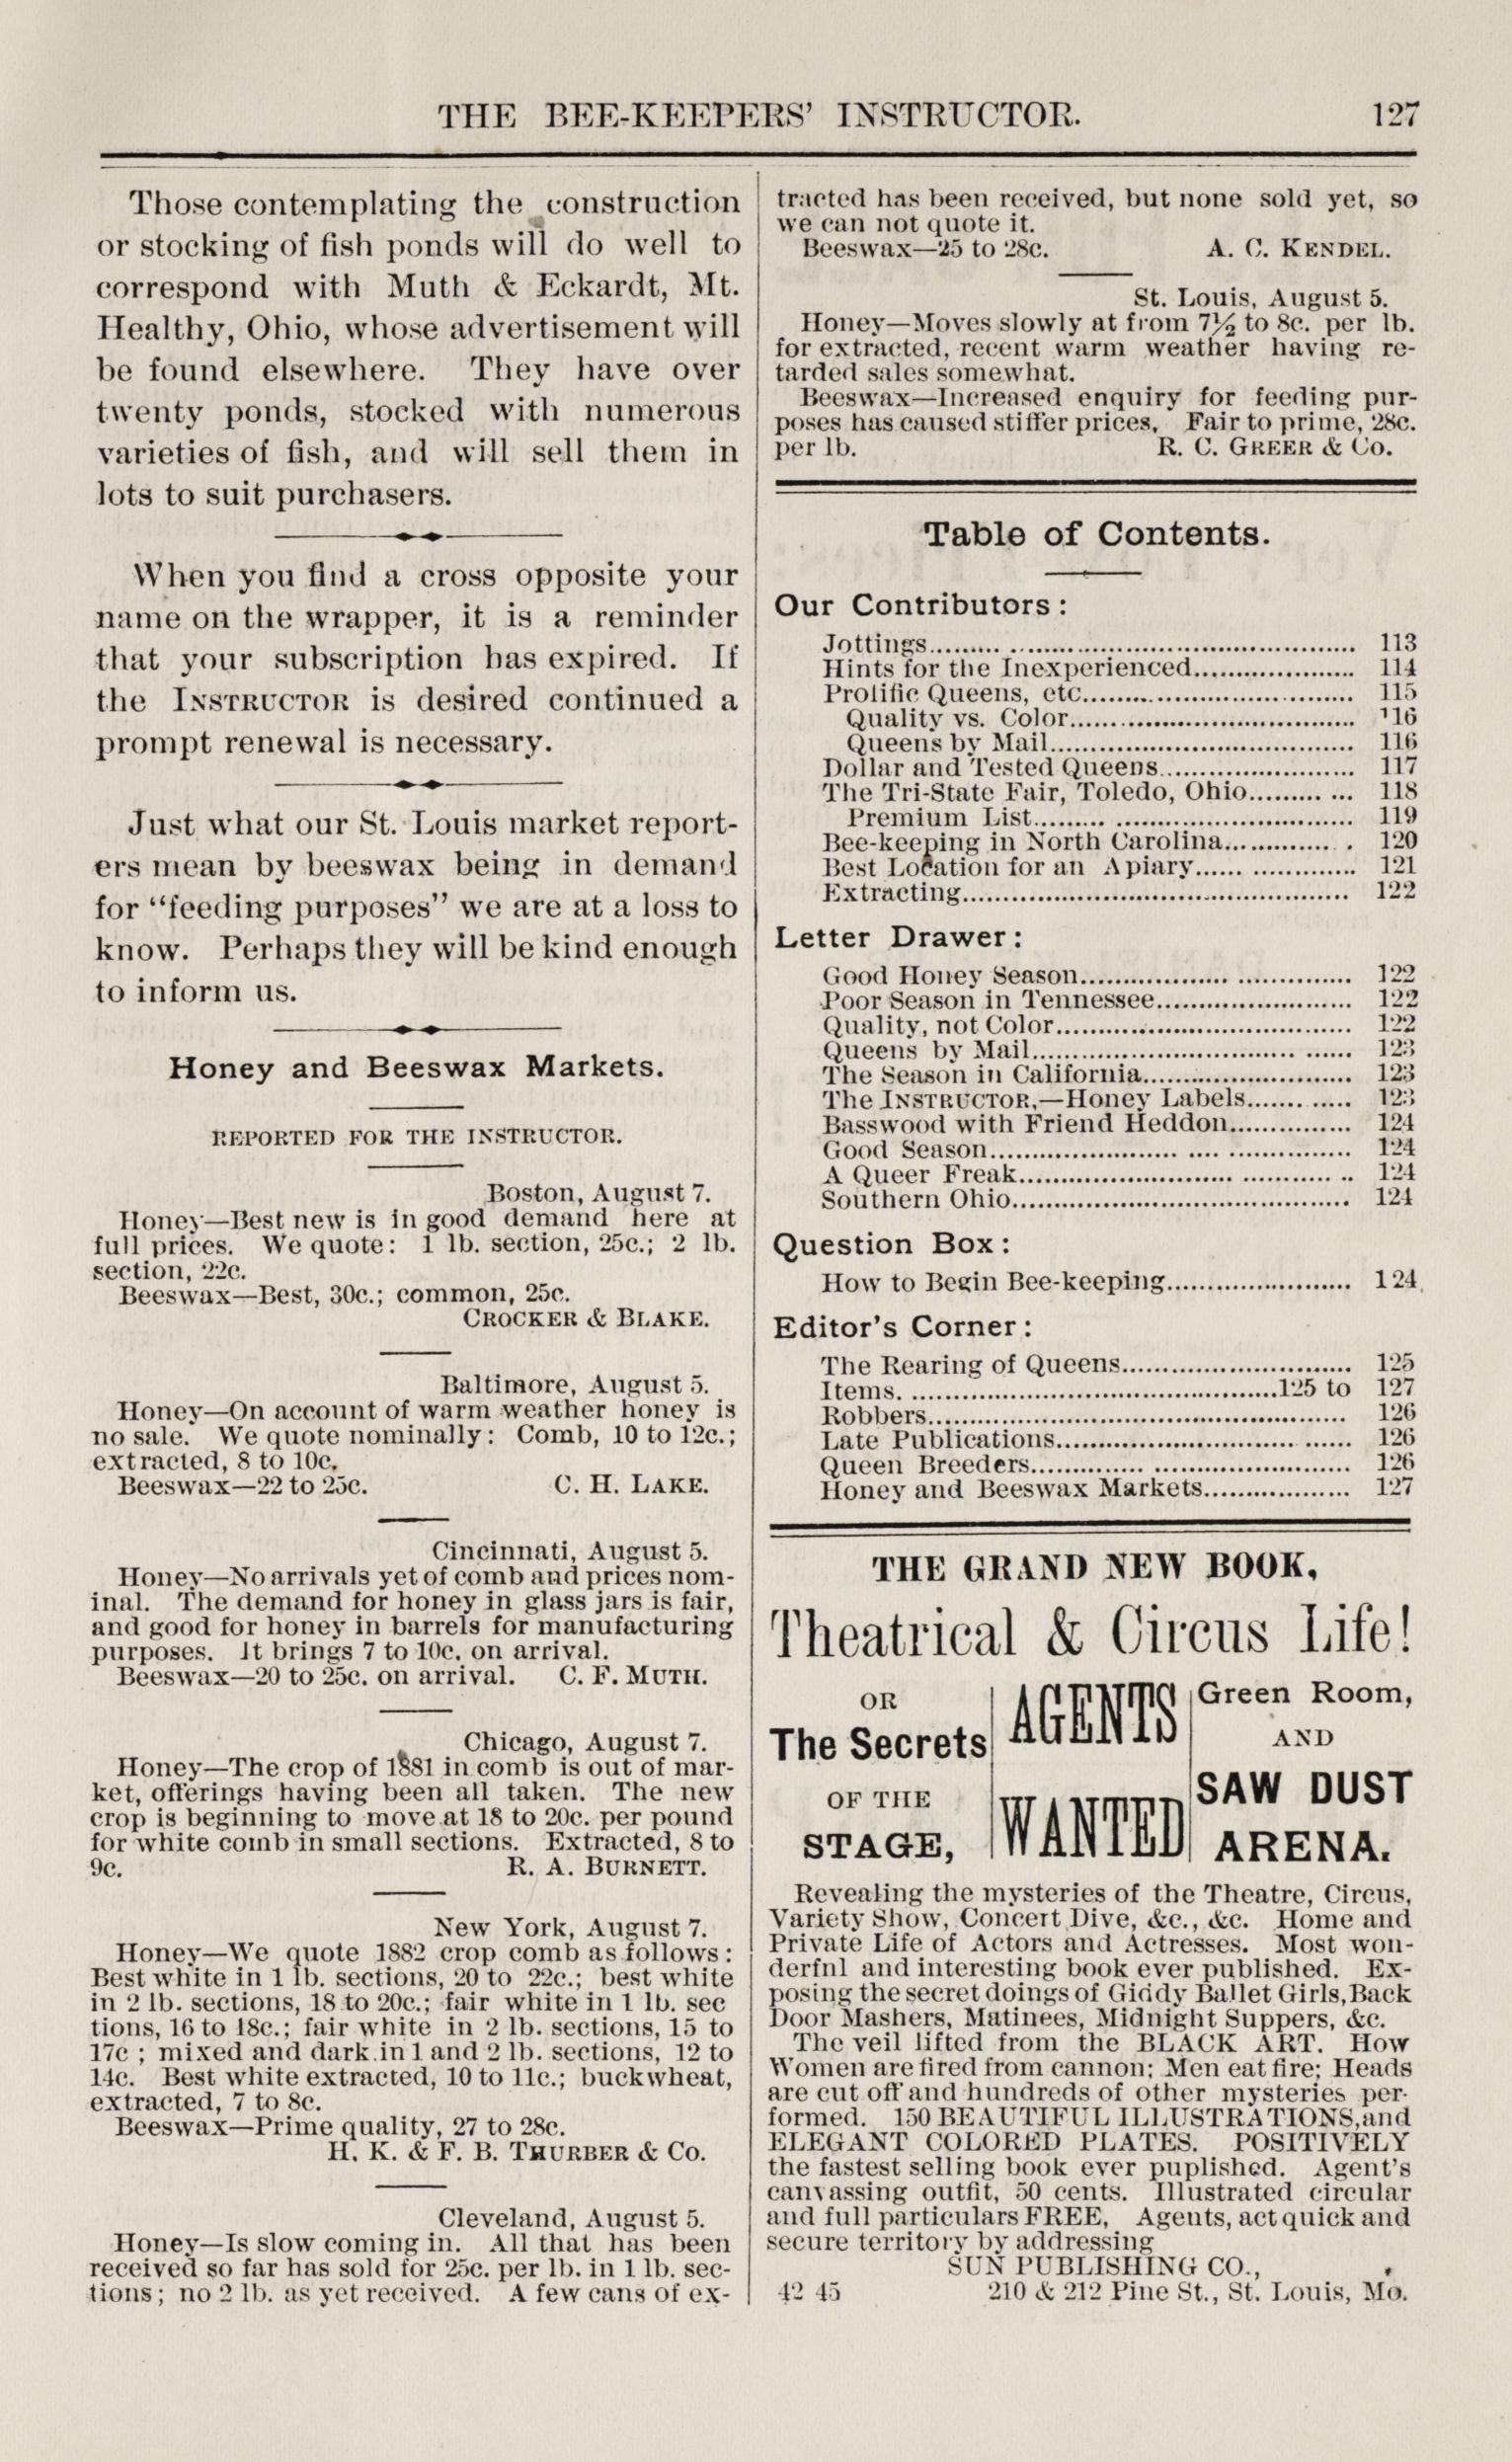 THE BEE-KEEPERS' INSTRUCTOR. 127
Those contemplating the construction
or stocking of fish ponds will do well to
correspond with Muth & Eckardt, Mt.
Healthy, Ohio, whose advertisement will
be found elsewhere. They have over
twenty ponds, stocked with numerous
varieties of fish, and will sell them in
lots to suit purchasers.
When you find a cross opposite your
name on the wrapper, it is a reminder
that your subscription has expired. If
the INSTRUCTOR is desired continued a
prompt renewal is necessary.
Just what our St. Louis market report-
ers mean by beeswax being in demand
for "feeding purposes" we are at a loss to
know. Perhaps they will be kind enough
to inform us.
Honey and Beeswax Markets.
REPORTED FOR THE INSTRUCTOR.
Boston, August 7.
Honey—Best new is in good demand here at
full prices. We quote: 1 lb. section, 25c.; 2 lb.
section, 22c.
Beeswax—Best, 30c.; common, 25c.
CROCKER & BLAKE.
Baltimore, August 5.
Honey—On account of warm weather honey is
no sale. We quote nominally: Comb, 10 to 12c.;
extracted, 8 to 10c.
Beeswax—22 to 25c. C. H. LAKE.
Cincinnati, August 5.
Honey—No arrivals yet of comb and prices nom-
inal. The demand for honey in glass jars is fair,
and good for honey in barrels for manufacturing
purposes. It brings 7 to 10c. on arrival.
Beeswax—20 to 25c. on arrival. C. F. MUTH.
Chicago, August 7.
Honey—The crop of 1881 in comb is out of mar-
ket, offerings having been all taken. The new
crop is beginning to move at 18 to 20c. per pound
for white comb in small sections. Extracted, 8 to
9c. R. A. BURNETT.
New York, August 7.
Honey—We quote 1882 crop comb as follows:
Best white in 1 lb. sections, 20 to 22c.; best white
in 2 lb. sections, 18 to 20c.; fair white in 1 lb. sec
tions, 16 to 18c.; fair white in 2 lb. sections, 15 to
17c ; mixed and dark in 1 and 2 lb. sections, 12 to
14c. Best white extracted, 10 to 11c.; buckwheat,
extracted, 7 to 8c.
Beeswax—Prime quality, 27 to 28c.
H. K. & F. B. THURBER & Co.
Cleveland, August 5.
Honey—Is slow coming in. All that has been
received so far has sold for 25c. per lb. in 1 lb. sec-
tions; no 2 lb. as yet received. A few cans of ex-
tracted has been received, but none sold yet, so
we can not quote it.
Beeswax—25 to 28c. A. C. KENDEL.
St. Louis, August 5.
Honey—Moves slowly at from 7½ to 8c. per lb.
for extracted, recent warm weather having re-
tarded sales somewhat.
Beeswax—Increased enquiry for feeding pur-
poses has caused stiffer prices, Fair to prime, 28c.
per lb. R. C. GREER & Co.
Table of Contents.
Our Contributors:
Jottings.......... 113
Hints for the Inexperienced.......... 114
Prolific Queens, etc.......... 115
Quality vs. Color.......... 116
Queens by Mail.......... 116
Dollar and Tested Queens.......... 117
The Tri-State Fair, Toledo, Ohio.......... 118
Premium List.......... 119
Bee-keeping in North Carolina.......... 120
Best Location for an Apiary.......... 121
Extracting.......... 122
Letter Drawer:
Good Honey Season.......... 122
Poor Season in Tennessee.......... 122
Quality, not Color.......... 122
Queens by Mail.......... 123
The Season in California.......... 123
The INSTRUCTOR,—Honey Labels.......... 123
Basswood with Friend Heddon.......... 124
Good Season.......... 124
A Queer Freak.......... 124
Southern Ohio.......... 124
Question Box:
How to Begin Bee-keeping.......... 124
Editor's Corner:
The Rearing of Queens.......... 125
Items...........125 to 127
Robbers.......... 126
Late Publications.......... 126
Queen Breeders.......... 126
Honey and Beeswax Markets.......... 127
THE GRAND NEW BOOK,
Theatrical & Circus Life!
OR
The Secrets
OF THE
STAGE,
AGENTS
WANTED
Green Room,
AND
SAW DUST
ARENA.
Revealing the mysteries of the Theatre, Circus,
Variety Show, Concert Dive, &c., &c. Home and
Private Life of Actors and Actresses. Most won-
derfnl and interesting book ever published. Ex-
posing the secret doings of Giddy Ballet Girls, Back
Door Mashers, Matinees, Midnight Suppers, &c.
The veil lifted from the BLACK ART. How
Women are fired from cannon; Men eat fire; Heads
are cut off and hundreds of other mysteries per-
formed. 150 BEAUTIFUL ILLUSTRATIONS, and
ELEGANT COLORED PLATES. POSITIVELY
the fastest selling book ever puplished. Agent's
canvassing outfit, 50 cents. Illustrated circular
and full particulars FREE, Agents, act quick and
secure territory by addressing
SUN PUBLISHING CO.,
42 45 210 & 212 Pine St., St. Louis, Mo.